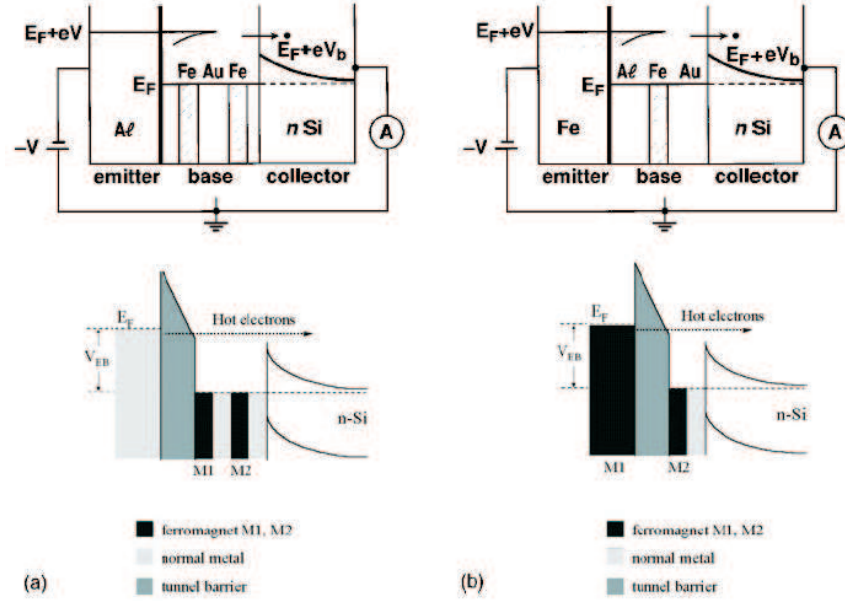 E_F+eV
E_F+eV_b
Fe Au Fe
E_F
Aℓ
n Si
A
–V
emitter base collector
E_F
Hot electrons
V_EB
n-Si
M1 M2
ferromagnet M1, M2
normal metal
(a)
tunnel barrier
E_F+eV
E_F+eV_b
Aℓ Fe Au
E_F
Fe
n Si
A
–V
emitter base collector
E_F
Hot electrons
V_EB
n-Si
M1 M2
ferromagnet M1, M2
normal metal
(b)
tunnel barrier